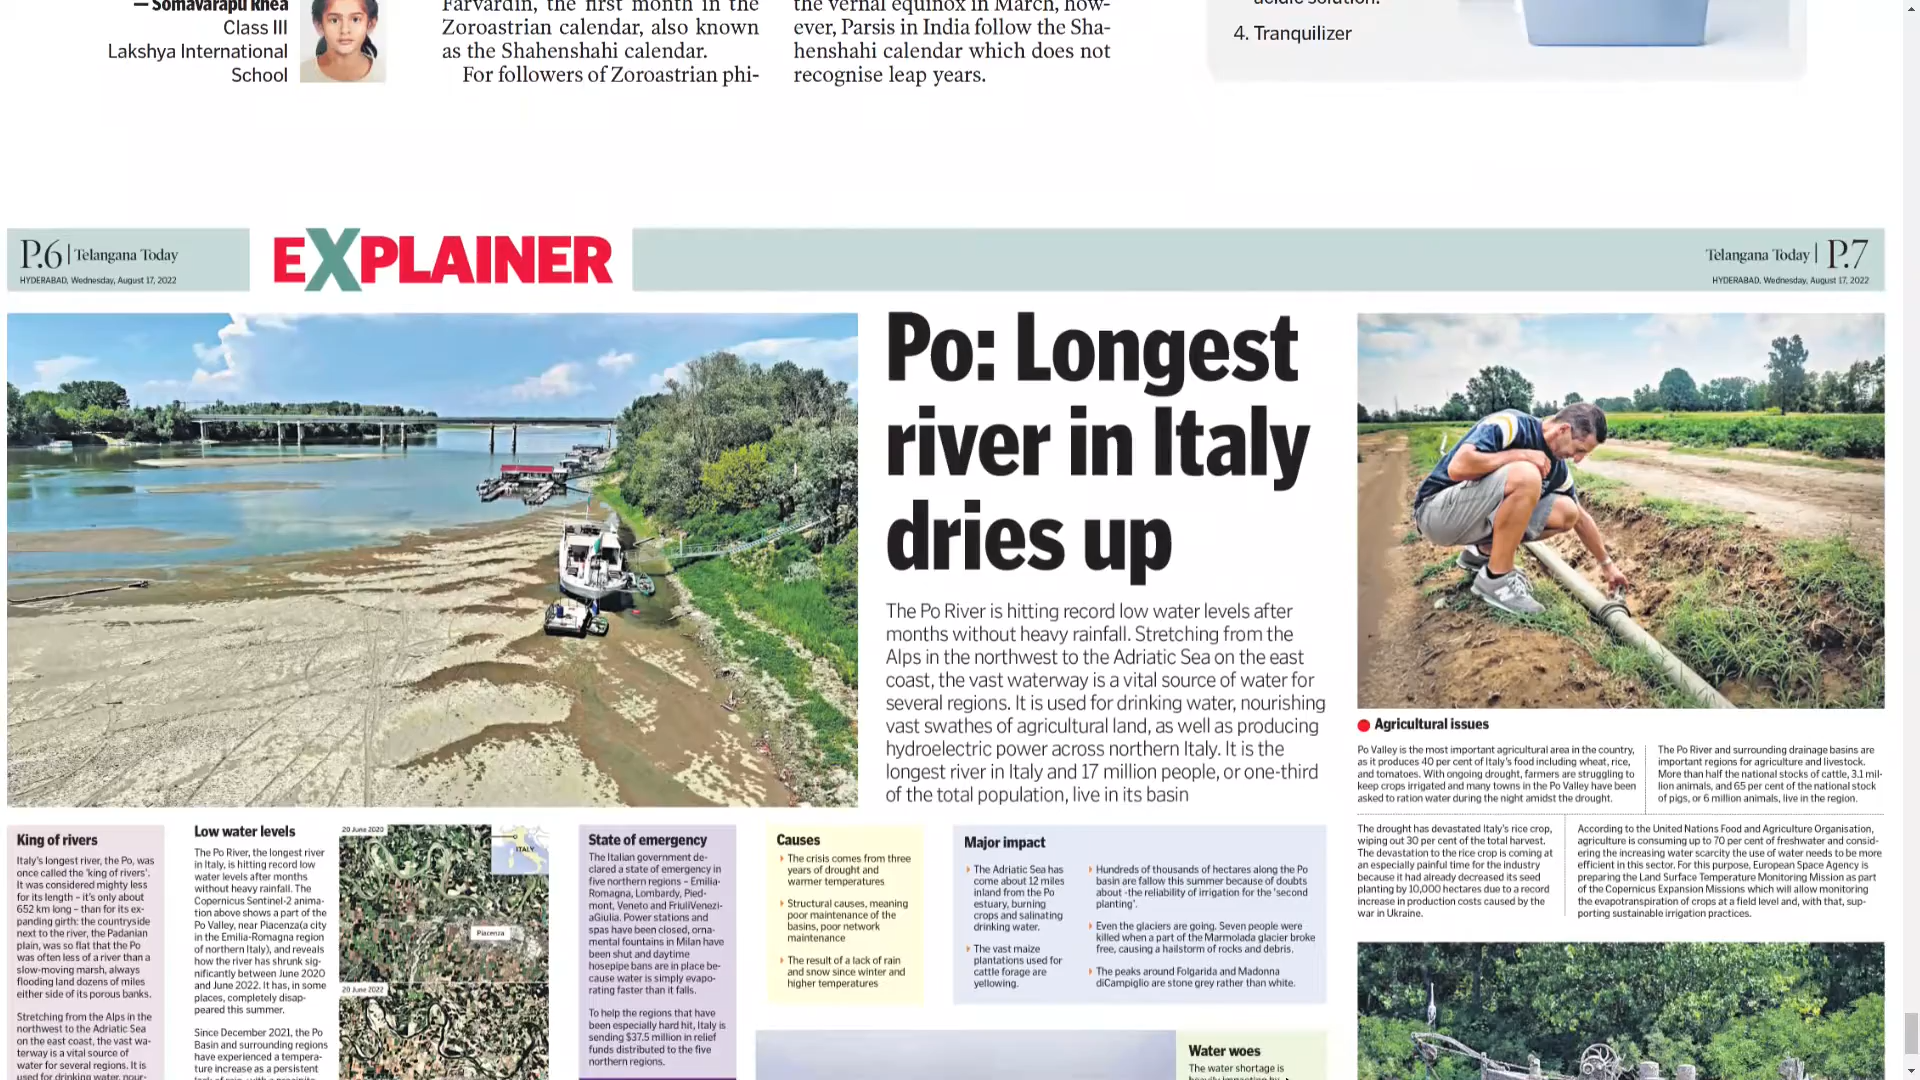 — Somavarapu Rhea
Class III
Lakshya International
School
Farvardin, the first month in the
Zoroastrian calendar, also known
as the Shahenshahi calendar.
For followers of Zoroastrian phi-
the vernal equinox in March, how-
ever, Parsis in India follow the Sha-
henshahi calendar which does not
recognise leap years.
acidic solution.
4. Tranquilizer
P.6 | Telangana Today
HYDERABAD, Wednesday, August 17, 2022
EXPLAINER
Telangana Today | P.7
HYDERABAD, Wednesday, August 17, 2022
Po: Longest
river in Italy
dries up
The Po River is hitting record low water levels after
months without heavy rainfall. Stretching from the
Alps in the northwest to the Adriatic Sea on the east
coast, the vast waterway is a vital source of water for
several regions. It is used for drinking water, nourishing
vast swathes of agricultural land, as well as producing
hydroelectric power across northern Italy. It is the
longest river in Italy and 17 million people, or one-third
of the total population, live in its basin
King of rivers
Italy's longest river, the Po, was
once called the 'king of rivers'.
It was considered mighty less
for its length – it's only about
652 km long – than for its ex-
panding girth: the countryside
next to the river, the Padanian
plain, was so flat that the Po
was often less of a river than a
slow-moving marsh, always
flooding land dozens of miles
either side of its porous banks.
Stretching from the Alps in the
northwest to the Adriatic Sea
on the east coast, the vast wa-
terway is a vital source of
water for several regions. It is
used for drinking water, nour-
Low water levels
The Po River, the longest river
in Italy, is hitting record low
water levels after months
without heavy rainfall. The
Copernicus Sentinel-2 anima-
tion above shows a part of the
Po Valley, near Piacenza(a city
in the Emilia-Romagna region
of northern Italy), and reveals
how the river has shrunk sig-
nificantly between June 2020
and June 2022. It has, in some
places, completely disap-
peared this summer.
Since December 2021, the Po
Basin and surrounding regions
have experienced a tempera-
ture increase as a persistent
20 June 2020
ITALY
Piacenza
20 June 2022
State of emergency
The Italian government de-
clared a state of emergency in
five northern regions – Emilia-
Romagna, Lombardy, Pied-
mont, Veneto and FriuliVenezi-
aGiulia. Power stations and
spas have been closed, orna-
mental fountains in Milan have
been shut and daytime
hosepipe bans are in place be-
cause water is simply evapo-
rating faster than it falls.
To help the regions that have
been especially hard hit, Italy is
sending $37.5 million in relief
funds distributed to the five
northern regions.
Causes
The crisis comes from three
years of drought and
warmer temperatures
Structural causes, meaning
poor maintenance of the
basins, poor network
maintenance
The result of a lack of rain
and snow since winter and
higher temperatures
Major impact
The Adriatic Sea has
come about 12 miles
inland from the Po
estuary, burning
crops and salinating
drinking water.
The vast maize
plantations used for
cattle forage are
yellowing.
Hundreds of thousands of hectares along the Po
basin are fallow this summer because of doubts
about -the reliability of irrigation for the 'second
planting'.
Even the glaciers are going. Seven people were
killed when a part of the Marmolada glacier broke
free, causing a hailstorm of rocks and debris.
The peaks around Folgarida and Madonna
diCampiglio are stone grey rather than white.
Water woes
The water shortage is
Agricultural issues
Po Valley is the most important agricultural area in the country,
as it produces 40 per cent of Italy's food including wheat, rice,
and tomatoes. With ongoing drought, farmers are struggling to
keep crops irrigated and many towns in the Po Valley have been
asked to ration water during the night amidst the drought.
The Po River and surrounding drainage basins are
important regions for agriculture and livestock.
More than half the national stocks of cattle, 3.1 mil-
lion animals, and 65 per cent of the national stock
of pigs, or 6 million animals, live in the region.
The drought has devastated Italy's rice crop,
wiping out 30 per cent of the total harvest.
The devastation to the rice crop is coming at
an especially painful time for the industry
because it had already decreased its seed
planting by 10,000 hectares due to a record
increase in production costs caused by the
war in Ukraine.
According to the United Nations Food and Agriculture Organisation,
agriculture is consuming up to 70 per cent of freshwater and consid-
ering the increasing water scarcity the use of water needs to be more
efficient in this sector. For this purpose, European Space Agency is
preparing the Land Surface Temperature Monitoring Mission as part
of the Copernicus Expansion Missions which will allow monitoring
the evapotranspiration of crops at a field level and, with that, sup-
porting sustainable irrigation practices.